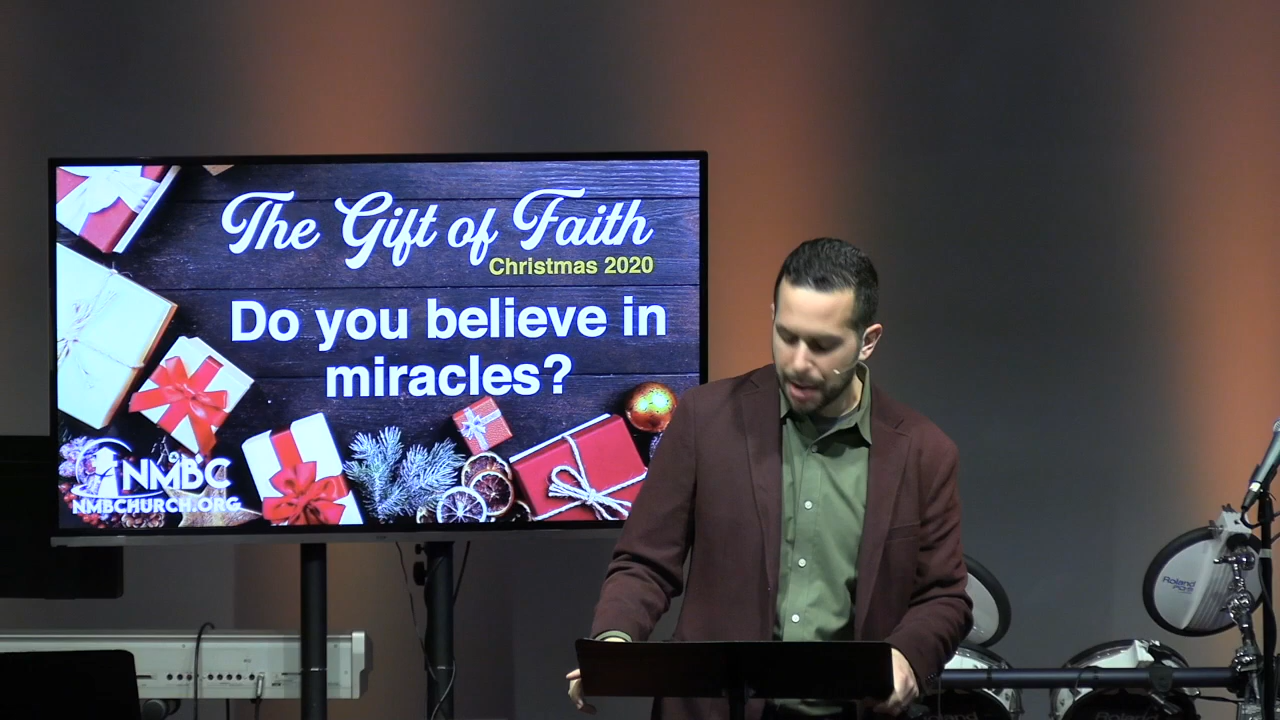 The Gift of Faith
Christmas 2020
Do you believe in
miracles?
NMBC
NMBCHURCH.ORG
Roland